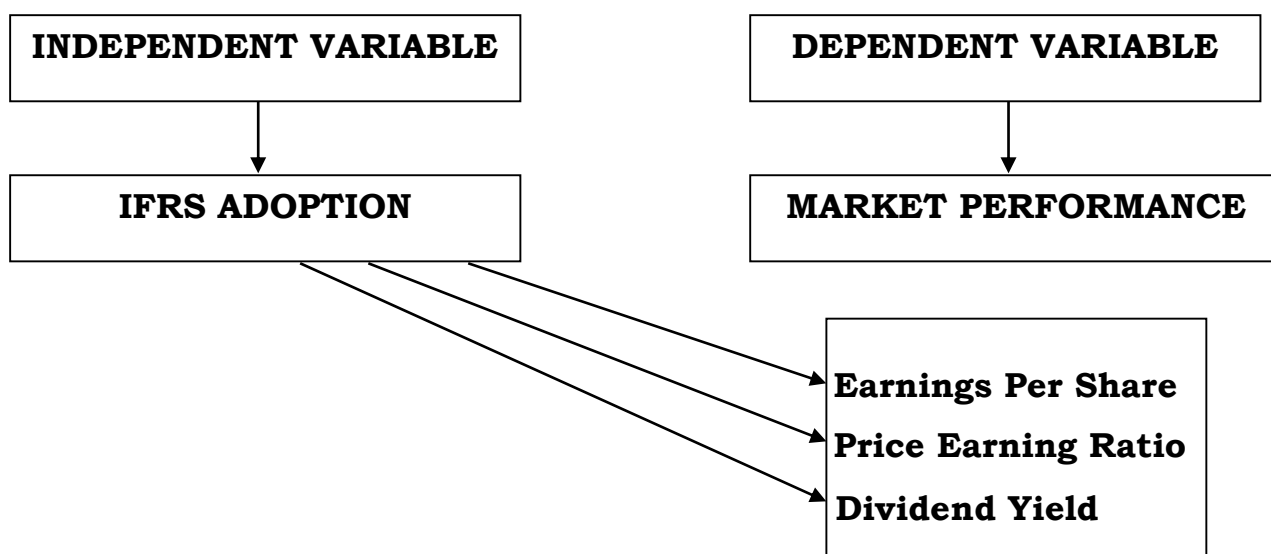 INDEPENDENT VARIABLE
DEPENDENT VARIABLE
IFRS ADOPTION
MARKET PERFORMANCE
Earnings Per Share
Price Earning Ratio
Dividend Yield